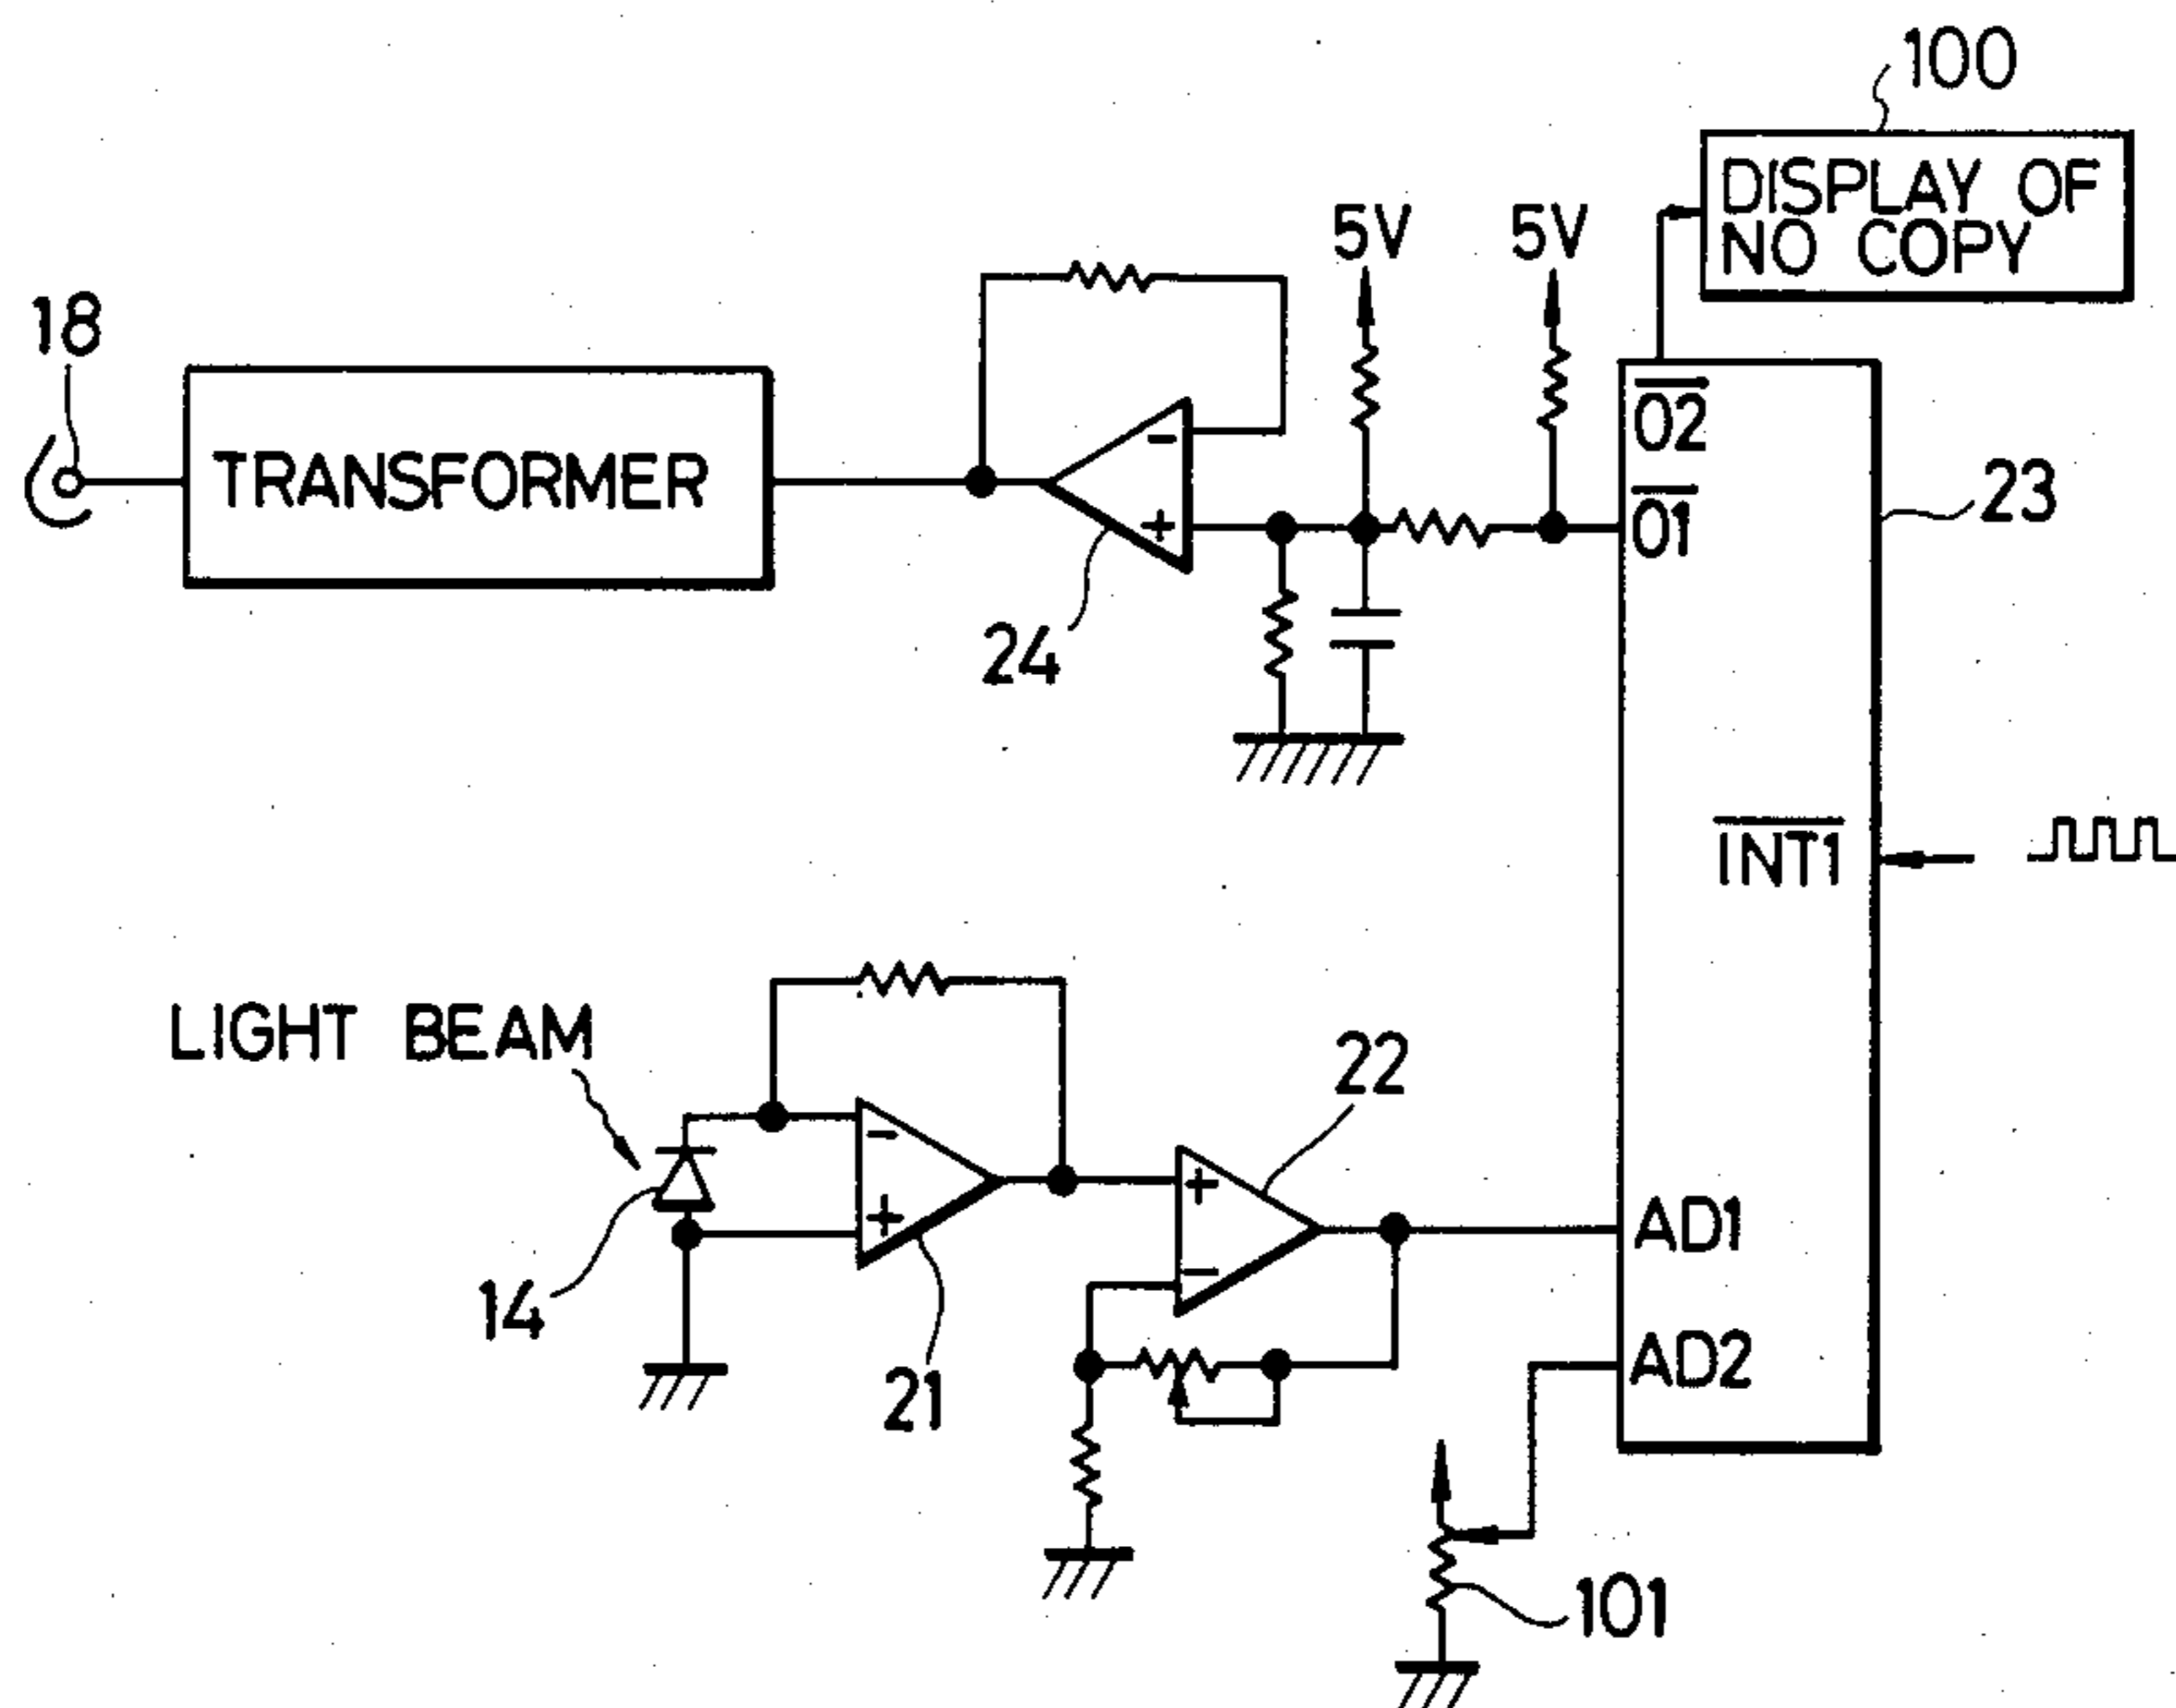 100
DISPLAY OF
NO COPY
5V
5V
18
TRANSFORMER
-
+
24
O2
O1
23
INT1
LIGHT BEAM
22
-
+
+
-
14
21
AD1
AD2
101